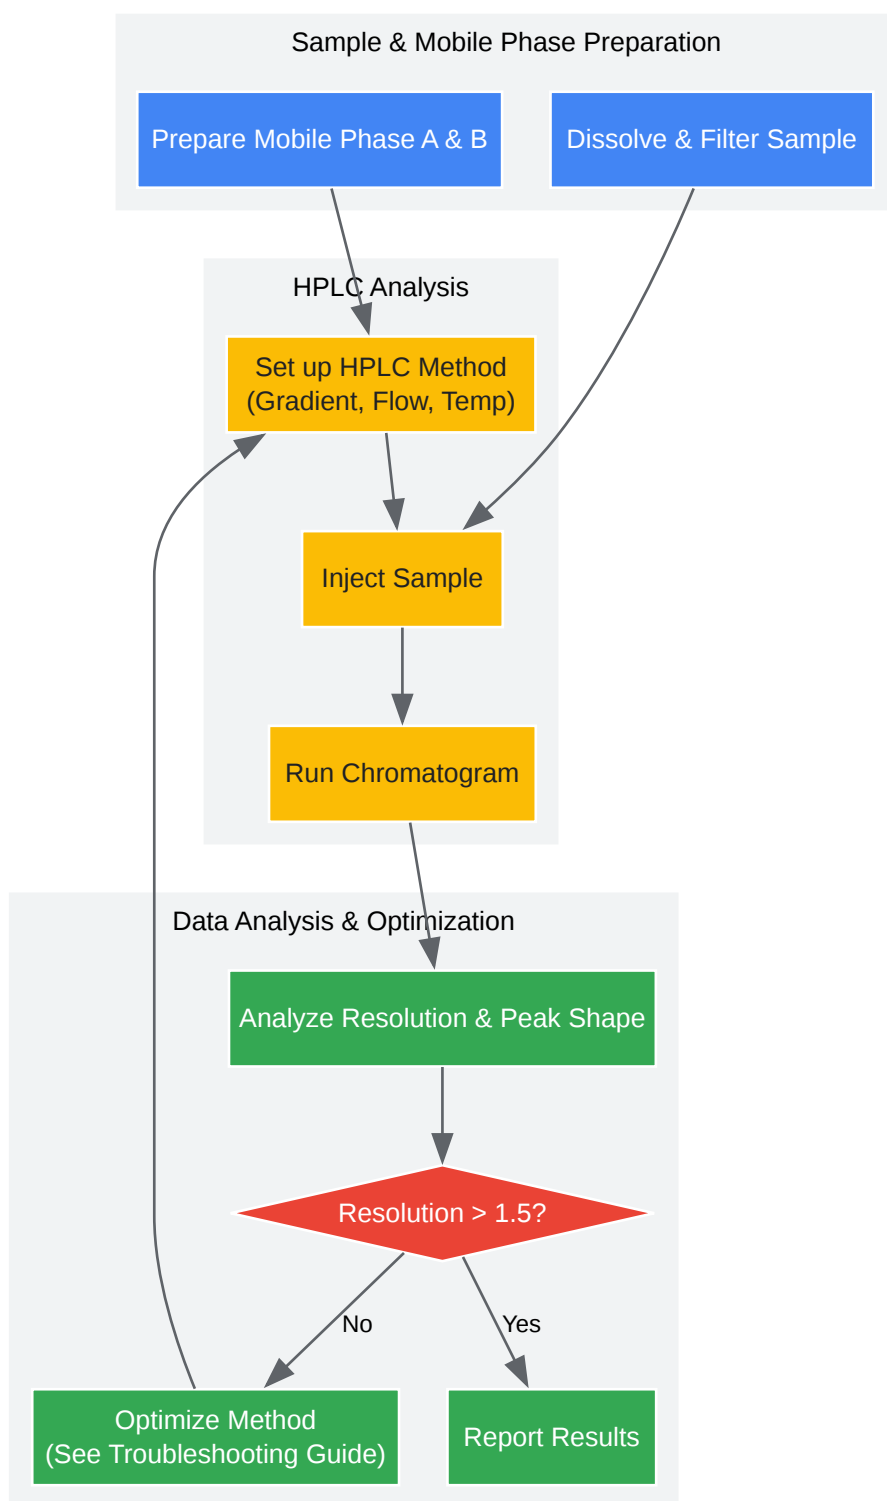 Sample & Mobile Phase Preparation
Prepare Mobile Phase A & B
Dissolve & Filter Sample
HPLC Analysis
Set up HPLC Method
(Gradient, Flow, Temp)
Inject Sample
Run Chromatogram
Data Analysis & Optimization
Analyze Resolution & Peak Shape
Resolution > 1.5?
No
Yes
Optimize Method
(See Troubleshooting Guide)
Report Results